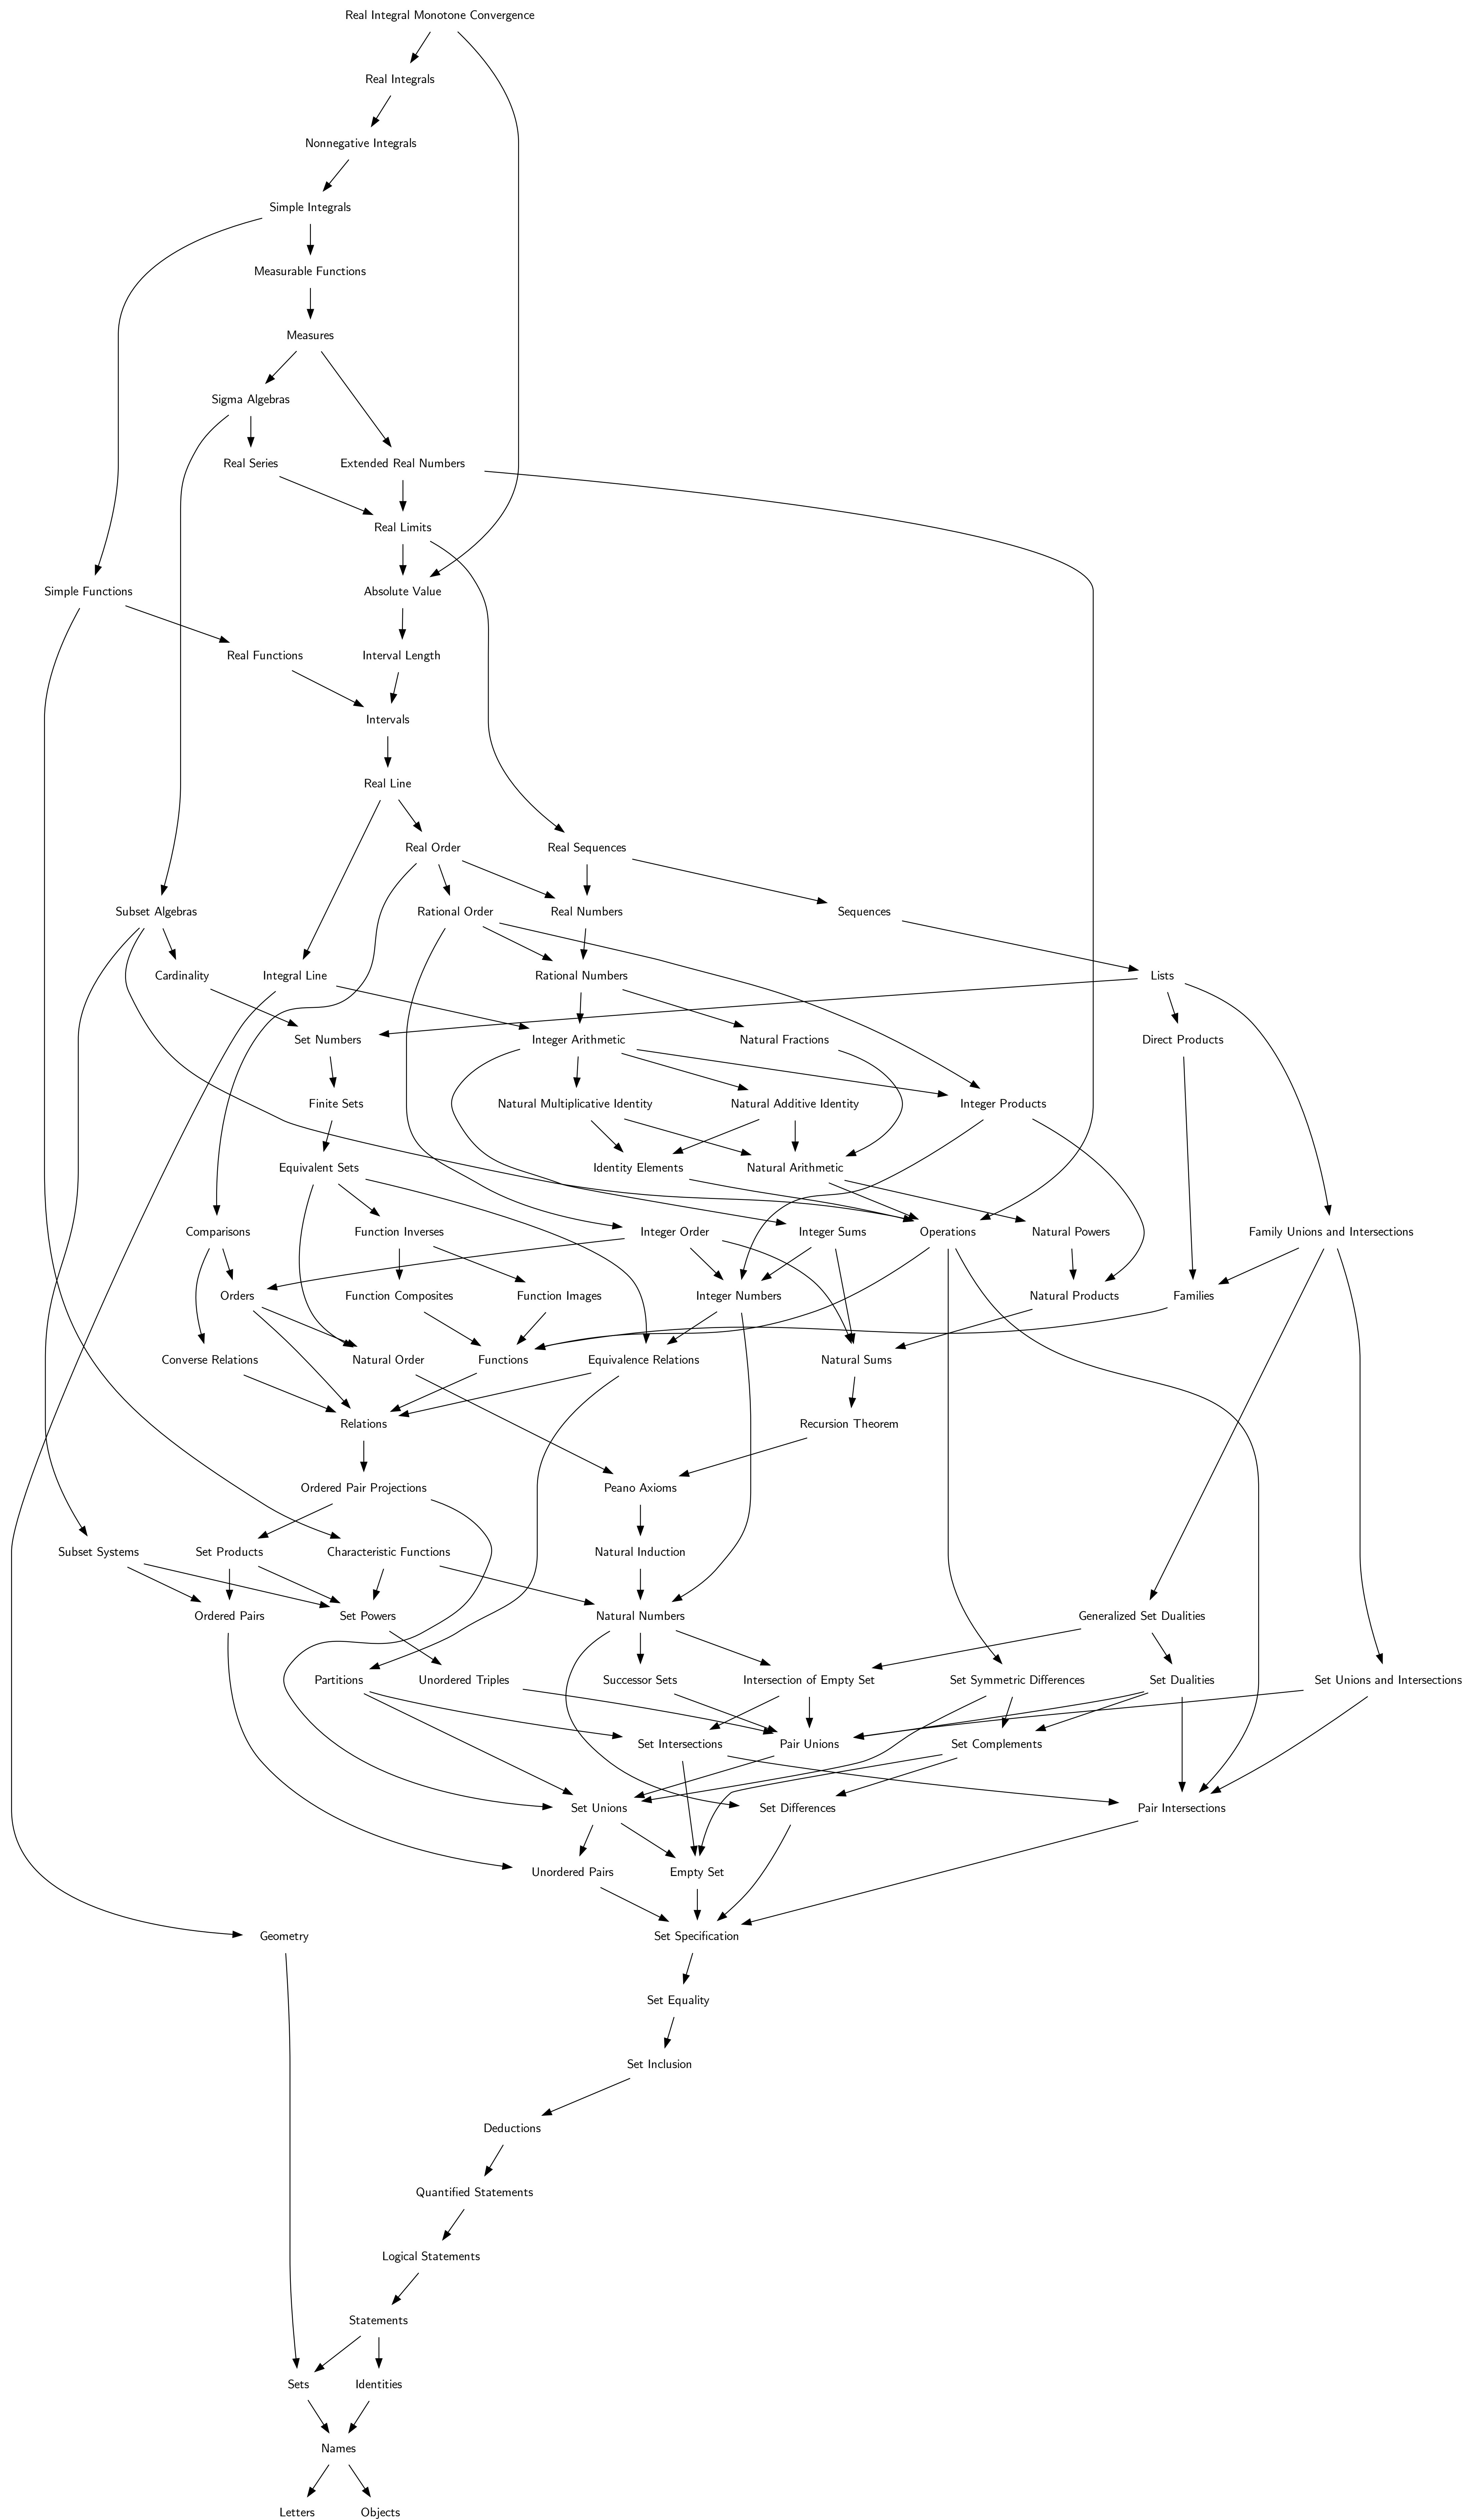 Real Integral Monotone Convergence
Real Integrals
Nonnegative Integrals
Simple Integrals
Measurable Functions
Measures
Sigma Algebras
Real Series
Extended Real Numbers
Real Limits
Simple Functions
Absolute Value
Real Functions
Interval Length
Intervals
Real Line
Real Order
Real Sequences
Subset Algebras
Rational Order
Real Numbers
Sequences
Cardinality
Integral Line
Rational Numbers
Lists
Set Numbers
Integer Arithmetic
Natural Fractions
Direct Products
Finite Sets
Natural Multiplicative Identity
Natural Additive Identity
Integer Products
Equivalent Sets
Identity Elements
Natural Arithmetic
Comparisons
Function Inverses
Integer Order
Integer Sums
Operations
Natural Powers
Family Unions and Intersections
Orders
Function Composites
Function Images
Integer Numbers
Natural Products
Families
Converse Relations
Natural Order
Functions
Equivalence Relations
Natural Sums
Relations
Recursion Theorem
Ordered Pair Projections
Peano Axioms
Subset Systems
Set Products
Characteristic Functions
Natural Induction
Ordered Pairs
Set Powers
Natural Numbers
Generalized Set Dualities
Partitions
Unordered Triples
Successor Sets
Intersection of Empty Set
Set Symmetric Differences
Set Dualities
Set Unions and Intersections
Set Intersections
Pair Unions
Set Complements
Set Unions
Set Differences
Pair Intersections
Unordered Pairs
Empty Set
Geometry
Set Specification
Set Equality
Set Inclusion
Deductions
Quantified Statements
Logical Statements
Statements
Sets
Identities
Names
Letters
Objects